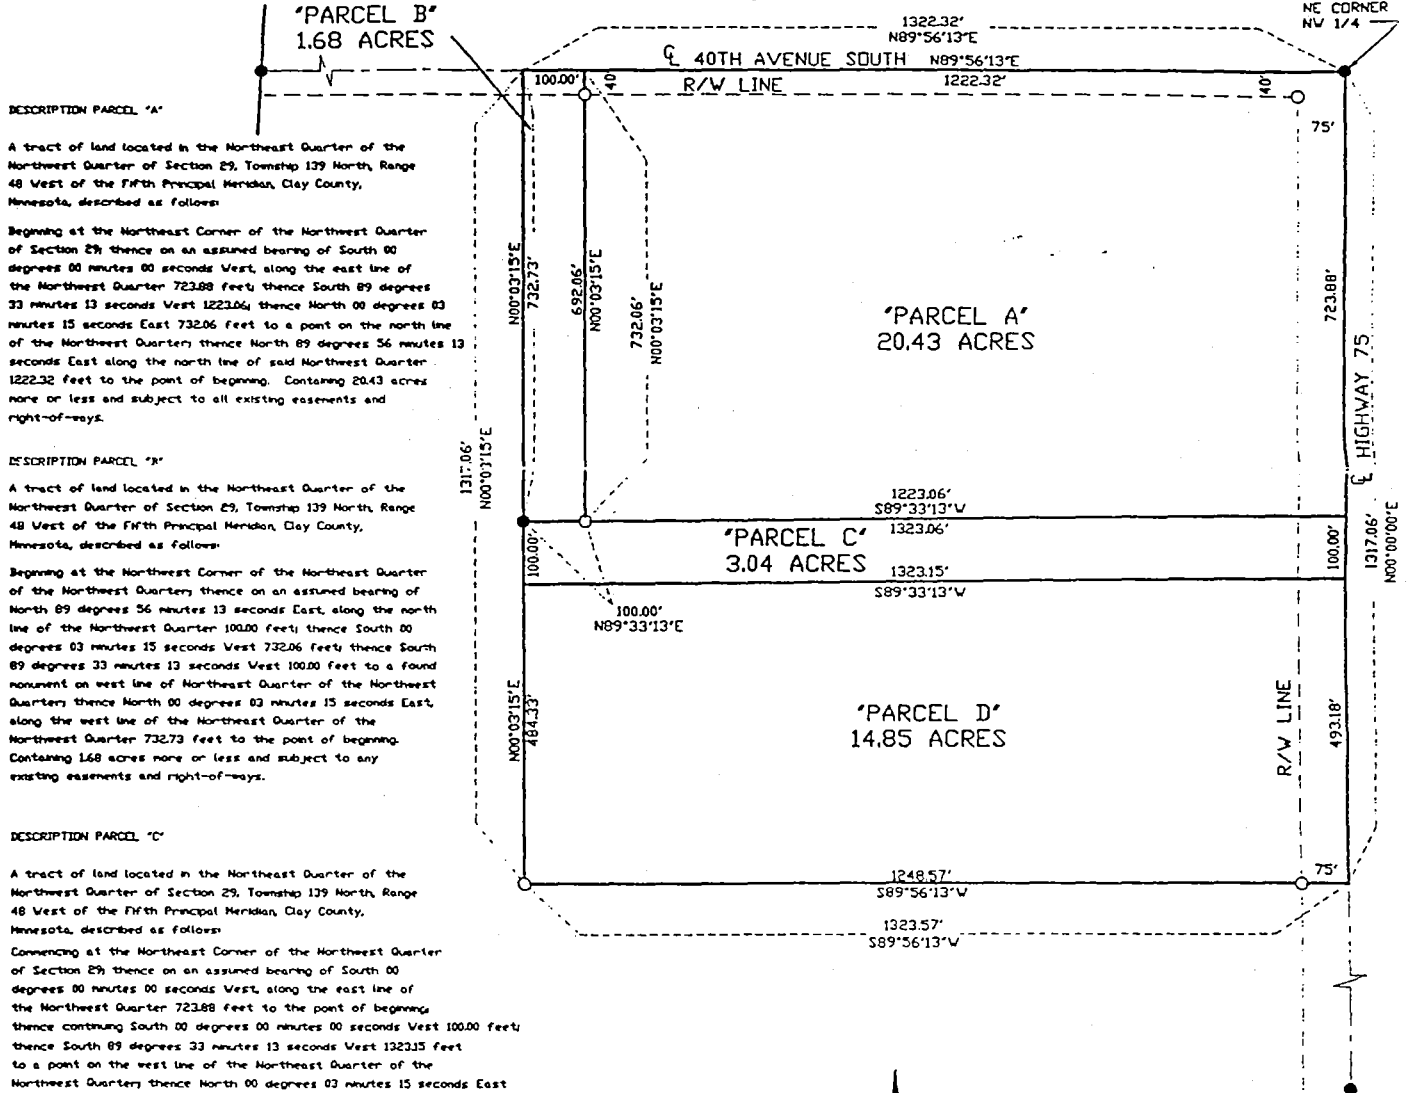 "PARCEL B"
1.68 ACRES
1322.32'
N89°56'13"E
NE CORNER
NW 1/4
℄ 40TH AVENUE SOUTH N89°56'13"E
100.00'
40'
R/W LINE
1222.32'
40'
75'
DESCRIPTION PARCEL "A"
A tract of land located in the Northeast Quarter of the
Northwest Quarter of Section 29, Township 139 North, Range
48 West of the Fifth Principal Meridian, Clay County,
Minnesota, described as follows:
Beginning at the Northeast Corner of the Northwest Quarter
of Section 29; thence on an assumed bearing of South 00
degrees 00 minutes 00 seconds West, along the east line of
the Northwest Quarter 723.88 feet; thence South 89 degrees
33 minutes 13 seconds West 1223.06; thence North 00 degrees 03
minutes 15 seconds East 732.06 feet to a point on the north line
of the Northwest Quarter; thence North 89 degrees 56 minutes 13
seconds East along the north line of said Northwest Quarter
1222.32 feet to the point of beginning. Containing 20.43 acres
more or less and subject to all existing easements and
right-of-ways.
DESCRIPTION PARCEL "B"
A tract of land located in the Northeast Quarter of the
Northwest Quarter of Section 29, Township 139 North, Range
48 West of the Fifth Principal Meridian, Clay County,
Minnesota, described as follows:
Beginning at the Northwest Corner of the Northeast Quarter
of the Northwest Quarter; thence on an assumed bearing of
North 89 degrees 56 minutes 13 seconds East, along the north
line of the Northwest Quarter 100.00 feet; thence South 00
degrees 03 minutes 15 seconds West 732.06 feet; thence South
89 degrees 33 minutes 13 seconds West 100.00 feet to a found
monument on west line of Northeast Quarter of the Northwest
Quarter; thence North 00 degrees 03 minutes 15 seconds East,
along the west line of the Northeast Quarter of the
Northwest Quarter 732.73 feet to the point of beginning.
Containing 1.68 acres more or less and subject to any
existing easements and right-of-ways.
DESCRIPTION PARCEL "C"
A tract of land located in the Northeast Quarter of the
Northwest Quarter of Section 29, Township 139 North, Range
48 West of the Fifth Principal Meridian, Clay County,
Minnesota, described as follows:
Commencing at the Northeast Corner of the Northwest Quarter
of Section 29; thence on an assumed bearing of South 00
degrees 00 minutes 00 seconds West, along the east line of
the Northwest Quarter 723.88 feet to the point of beginning;
thence continuing South 00 degrees 00 minutes 00 seconds West 100.00 feet;
thence South 89 degrees 33 minutes 13 seconds West 1323.15 feet
to a point on the west line of the Northeast Quarter of the
Northwest Quarter; thence North 00 degrees 03 minutes 15 seconds East
1317.06'
N00°03'15"E
N00°03'15"E
732.73'
692.06'
N00°03'15"E
732.06'
N00°03'15"E
"PARCEL A"
20.43 ACRES
723.88'
℄ HIGHWAY 75
1223.06'
S89°33'13"W
1323.06'
"PARCEL C"
3.04 ACRES
100.00'
100.00'
1317.06'
N00°00'00"E
1323.15'
S89°33'13"W
100.00'
N89°33'13"E
N00°03'15"E
484.33'
"PARCEL D"
14.85 ACRES
R/W LINE
493.18'
1248.57'
S89°56'13"W
75'
1323.57'
S89°56'13"W